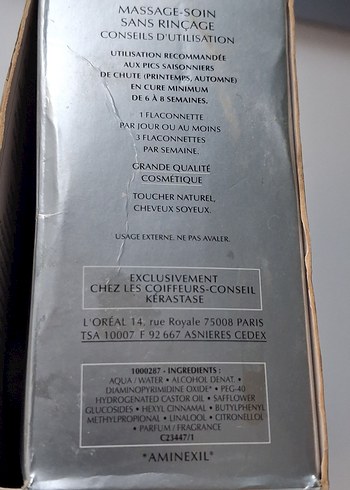 MASSAGE-SOIN
SANS RINÇAGE
CONSEILS D'UTILISATION
UTILISATION RECOMMANDÉE
AUX PICS SAISONNIERS
DE CHUTE (PRINTEMPS, AUTOMNE)
EN CURE MINIMUM
DE 6 À 8 SEMAINES.
1 FLACONNETTE
PAR JOUR OU AU MOINS
3 FLACONNETTES
PAR SEMAINE.
GRANDE QUALITÉ
COSMÉTIQUE
TOUCHER NATUREL,
CHEVEUX SOYEUX.
USAGE EXTERNE. NE PAS AVALER.
EXCLUSIVEMENT
CHEZ LES COIFFEURS-CONSEIL
KÉRASTASE
L'ORÉAL 14, rue Royale 75008 PARIS
TSA 10007 F 92 667 ASNIERES CEDEX
1000287 - INGREDIENTS :
AQUA / WATER • ALCOHOL DENAT. •
DIAMINOPYRIMIDINE OXIDE* • PEG-40
HYDROGENATED CASTOR OIL • SAFFLOWER
GLUCOSIDES • HEXYL CINNAMAL • BUTYLPHENYL
METHYLPROPIONAL • LINALOOL • CITRONELLOL
• PARFUM / FRAGRANCE
C23447/1
*AMINEXIL*